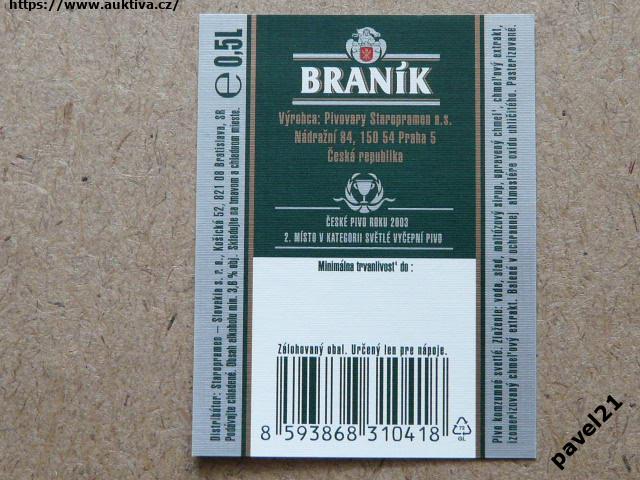 https://www.auktiva.cz/
BRANÍK
Výrobca: Pivovary Staropramen a.s.
Nádražní 84, 150 54 Praha 5
Česká republika
ČESKÉ PIVO ROKU 2003
2. MÍSTO V KATEGORII SVĚTLÉ VÝČEPNÍ PIVO
Minimálna trvanlivosť do :
Zálohovaný obal. Určený len pre nápoje.
8 593868 310418
70
GL
℮ 0,5L
Distribútor: Staropramen – Slovakia s. r. o., Košická 52, 821 08 Bratislava, SR
Podávajte chladené. Obsah alkoholu min. 3,6 % obj. Skladujte na tmavom a chladnom mieste.
Pivo konzumné svetlé. Zloženie: voda, slad, maltózový sirup, upravený chmeľ, chmeľový extrakt,
izomerizovaný chmeľový extrakt. Balené v ochrannej atmosfére oxidu uhličitého. Pasterizované.
pavel21